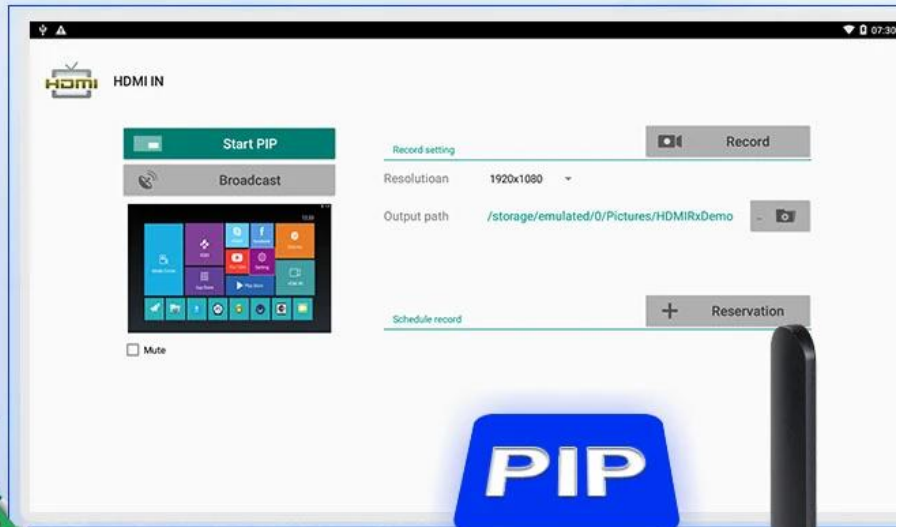 07:30
HDMI HDMI IN
Start PIP
Broadcast
Mute
Record setting
Record
Resolutioan 1920x1080
Output path /storage/emulated/0/Pictures/HDMIRxDemo ..
Schedule record
Reservation
PIP